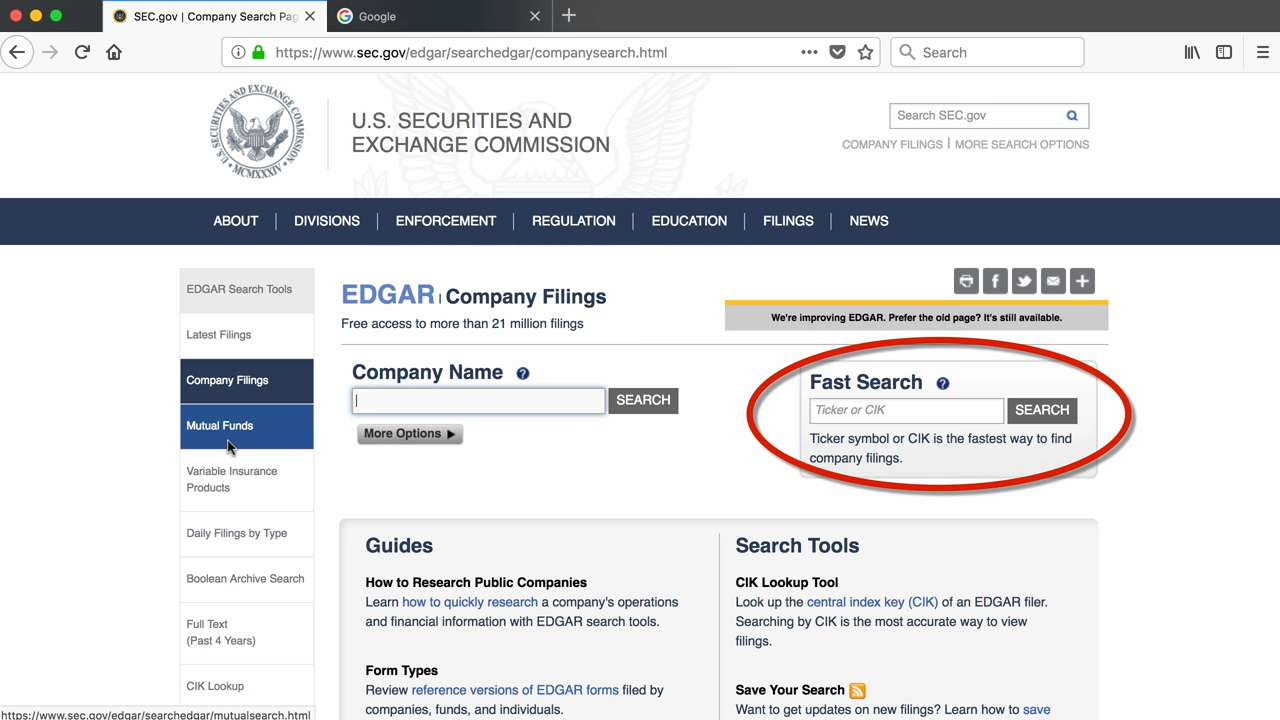 SEC.gov | Company Search Pag
Google
https://www.sec.gov/edgar/searchedgar/companysearch.html
Search
U.S. SECURITIES AND EXCHANGE COMMISSION
MCMXXXIV
U.S. SECURITIES AND
EXCHANGE COMMISSION
Search SEC.gov
COMPANY FILINGS | MORE SEARCH OPTIONS
ABOUT
DIVISIONS
ENFORCEMENT
REGULATION
EDUCATION
FILINGS
NEWS
EDGAR Search Tools
Latest Filings
Company Filings
Mutual Funds
Variable Insurance
Products
Daily Filings by Type
Boolean Archive Search
Full Text
(Past 4 Years)
CIK Lookup
EDGAR | Company Filings
Free access to more than 21 million filings
We're improving EDGAR. Prefer the old page? It's still available.
Company Name ?
SEARCH
More Options
Fast Search ?
Ticker or CIK
SEARCH
Ticker symbol or CIK is the fastest way to find
company filings.
Guides
How to Research Public Companies
Learn how to quickly research a company's operations
and financial information with EDGAR search tools.
Form Types
Review reference versions of EDGAR forms filed by
companies, funds, and individuals.
Search Tools
CIK Lookup Tool
Look up the central index key (CIK) of an EDGAR filer.
Searching by CIK is the most accurate way to view
filings.
Save Your Search
Want to get updates on new filings? Learn how to save
https://www.sec.gov/edgar/searchedgar/mutualsearch.html